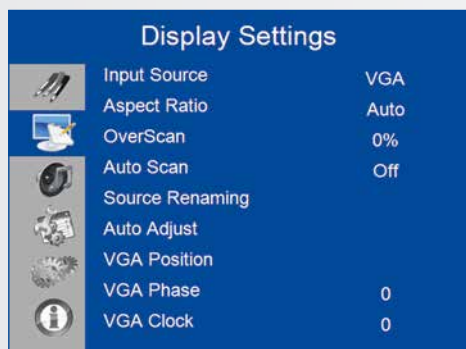 Display Settings
Input Source VGA
Aspect Ratio Auto
OverScan 0%
Auto Scan Off
Source Renaming
Auto Adjust
VGA Position
VGA Phase 0
VGA Clock 0